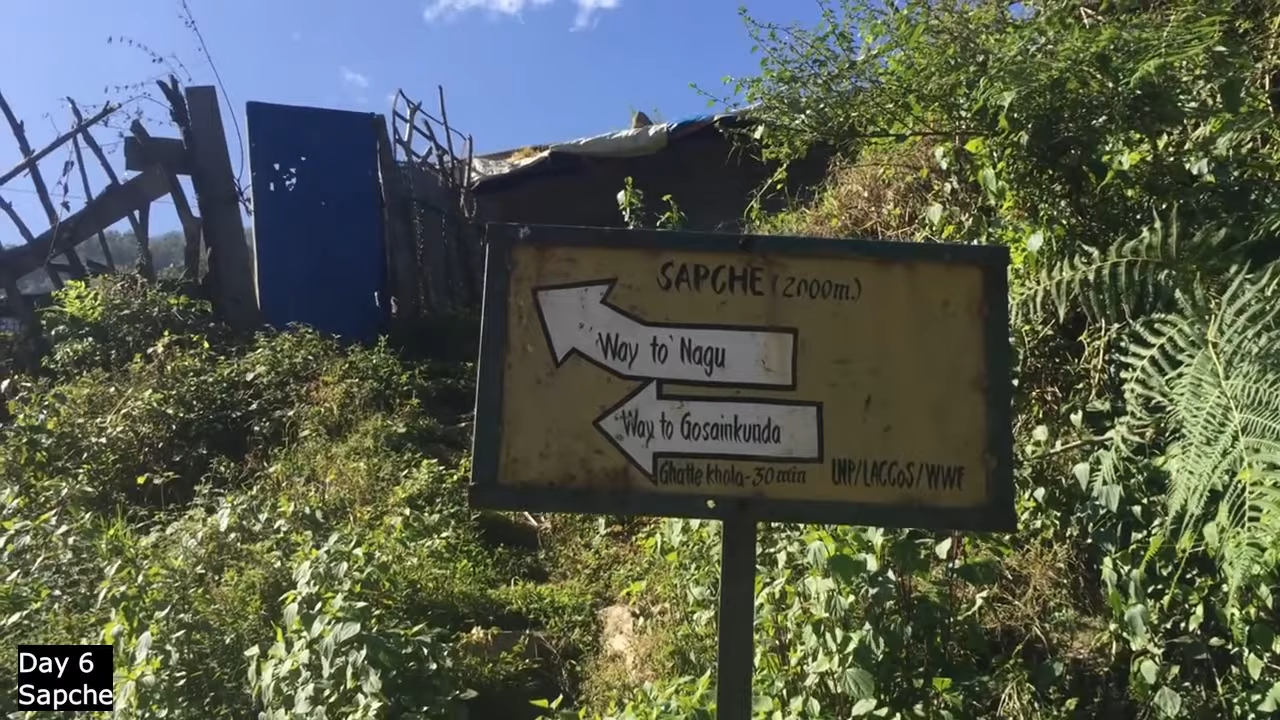 SAPCHE (2000m.)
Way to Nagu
Way to Gosainkunda
Ghatte khola-30 min
LNP/LACCoS/WWF
Day 6
Sapche